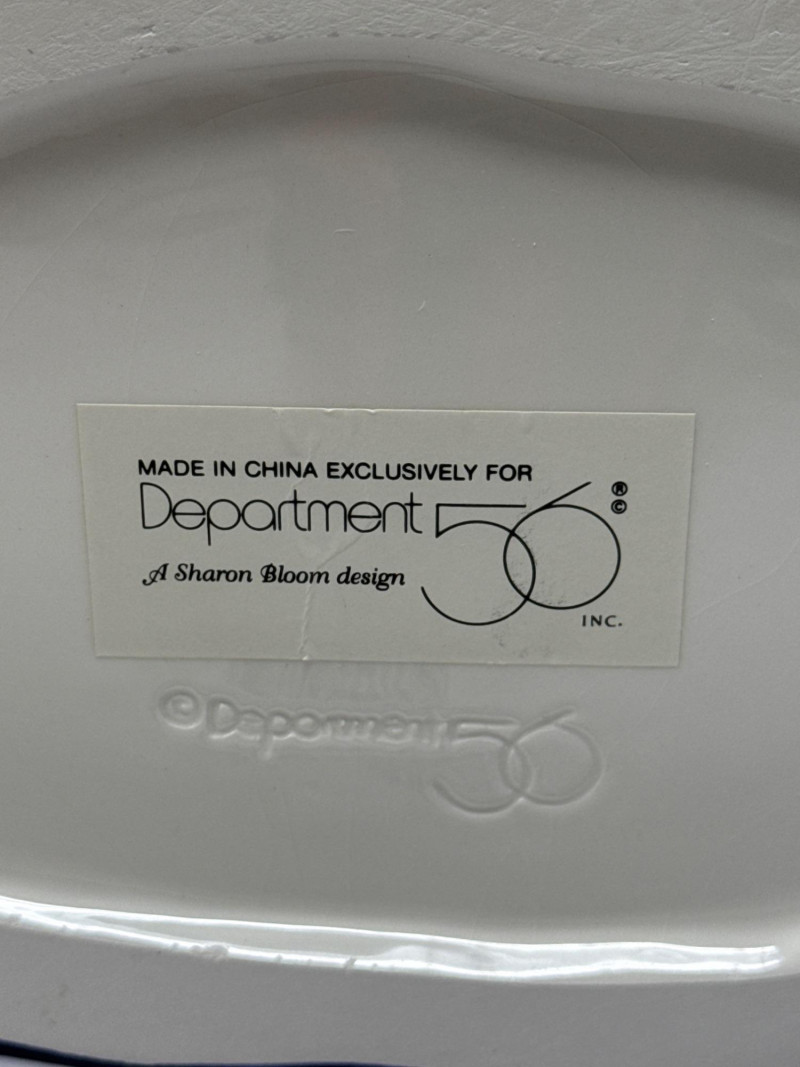 MADE IN CHINA EXCLUSIVELY FOR
Department 56 ® ©
A Sharon Bloom design
INC.
© Department 56